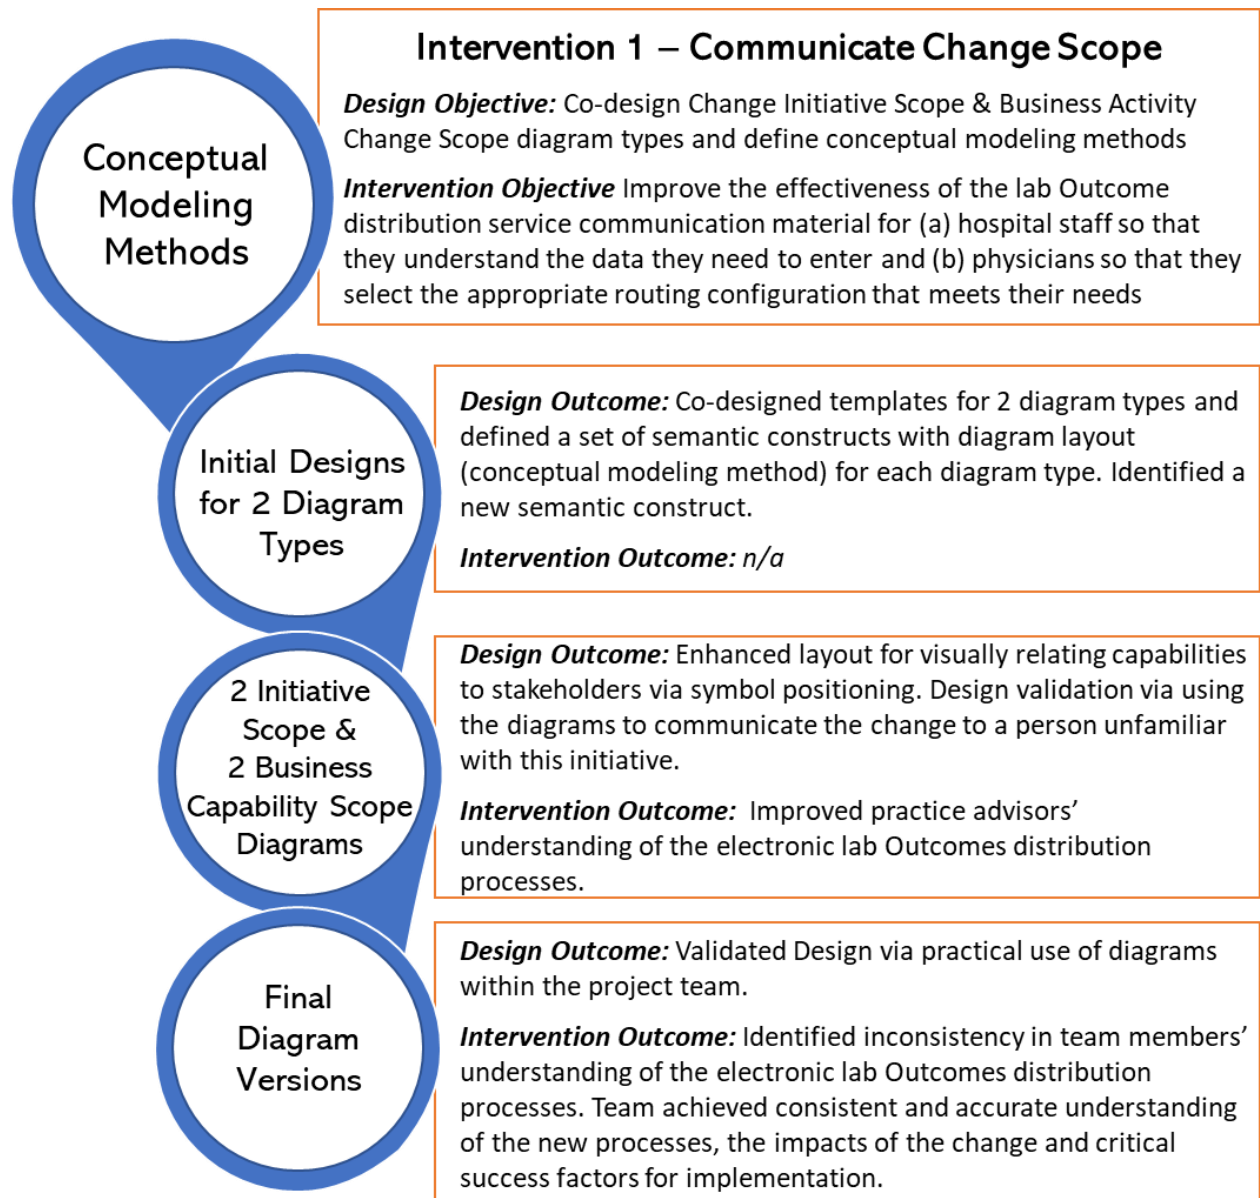 Intervention 1 – Communicate Change Scope
Conceptual
Modeling
Methods
Design Objective: Co-design Change Initiative Scope & Business Activity
Change Scope diagram types and define conceptual modeling methods
Intervention Objective Improve the effectiveness of the lab Outcome
distribution service communication material for (a) hospital staff so that
they understand the data they need to enter and (b) physicians so that they
select the appropriate routing configuration that meets their needs
Initial Designs
for 2 Diagram
Types
Design Outcome: Co-designed templates for 2 diagram types and
defined a set of semantic constructs with diagram layout
(conceptual modeling method) for each diagram type. Identified a
new semantic construct.
Intervention Outcome: n/a
2 Initiative
Scope &
2 Business
Capability Scope
Diagrams
Design Outcome: Enhanced layout for visually relating capabilities
to stakeholders via symbol positioning. Design validation via using
the diagrams to communicate the change to a person unfamiliar
with this initiative.
Intervention Outcome: Improved practice advisors’
understanding of the electronic lab Outcomes distribution
processes.
Final
Diagram
Versions
Design Outcome: Validated Design via practical use of diagrams
within the project team.
Intervention Outcome: Identified inconsistency in team members’
understanding of the electronic lab Outcomes distribution
processes. Team achieved consistent and accurate understanding
of the new processes, the impacts of the change and critical
success factors for implementation.